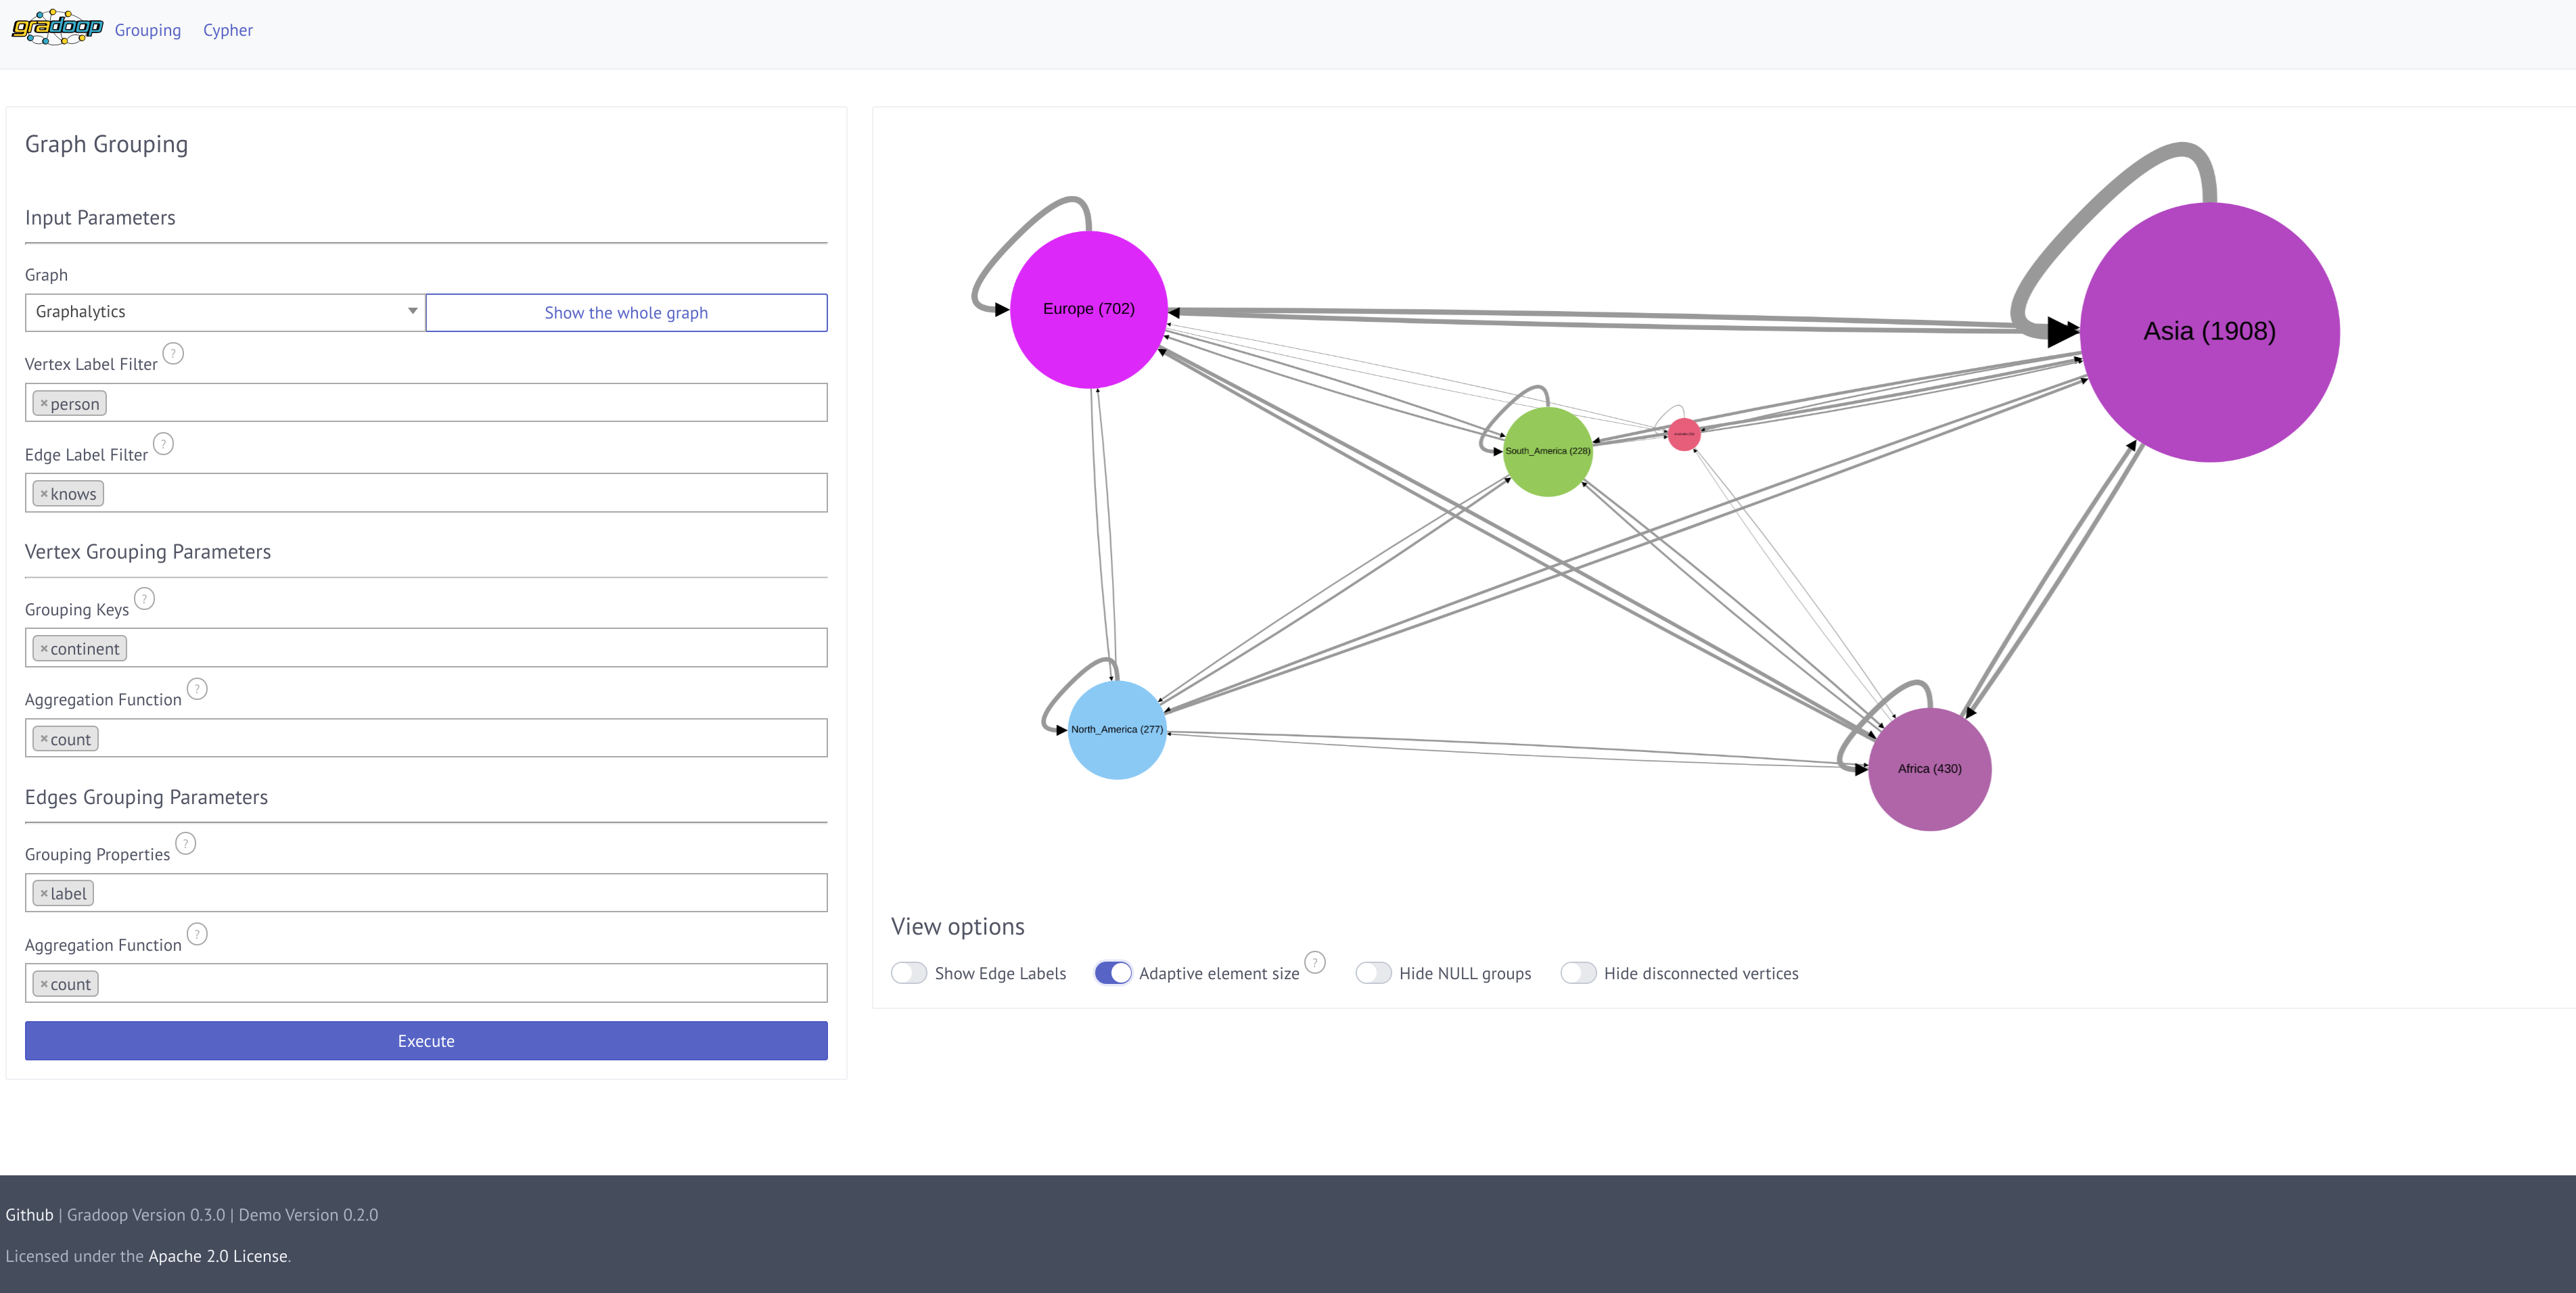 gradoop
Grouping Cypher
Graph Grouping
Input Parameters
Graph
Graphalytics
Show the whole graph
Vertex Label Filter ?
×person
Edge Label Filter ?
×knows
Vertex Grouping Parameters
Grouping Keys ?
×continent
Aggregation Function ?
×count
Edges Grouping Parameters
Grouping Properties ?
×label
Aggregation Function ?
×count
Execute
Europe (702)
Asia (1908)
South_America (228)
North_America (277)
Africa (430)
View options
Show Edge Labels
Adaptive element size ?
Hide NULL groups
Hide disconnected vertices
Github | Gradoop Version 0.3.0 | Demo Version 0.2.0
Licensed under the Apache 2.0 License.